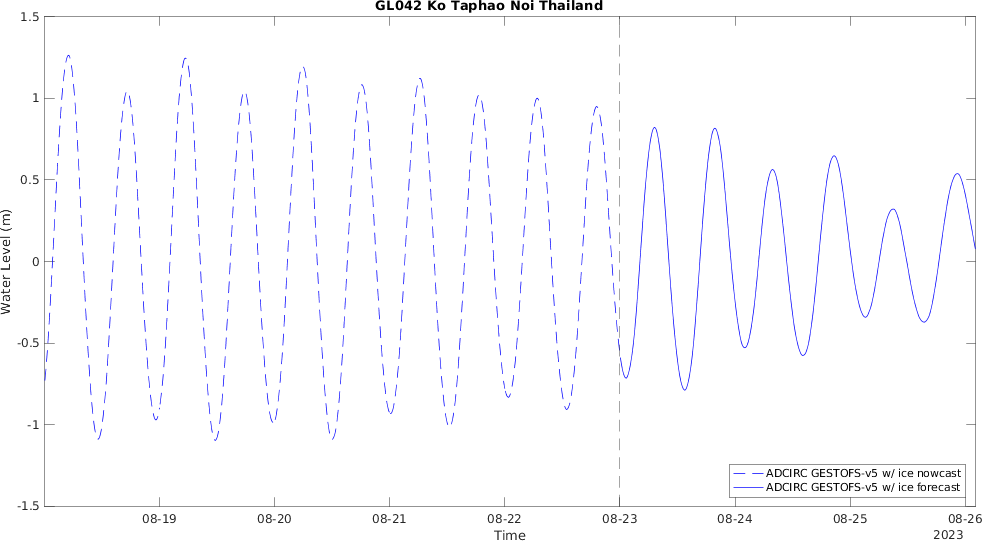 GL042 Ko Taphao Noi Thailand
Water Level (m)
1.5
1
0.5
0
-0.5
-1
-1.5
ADCIRC GESTOFS-v5 w/ ice nowcast
ADCIRC GESTOFS-v5 w/ ice forecast
08-19 08-20 08-21 08-22 08-23 08-24 08-25 08-26
2023
Time